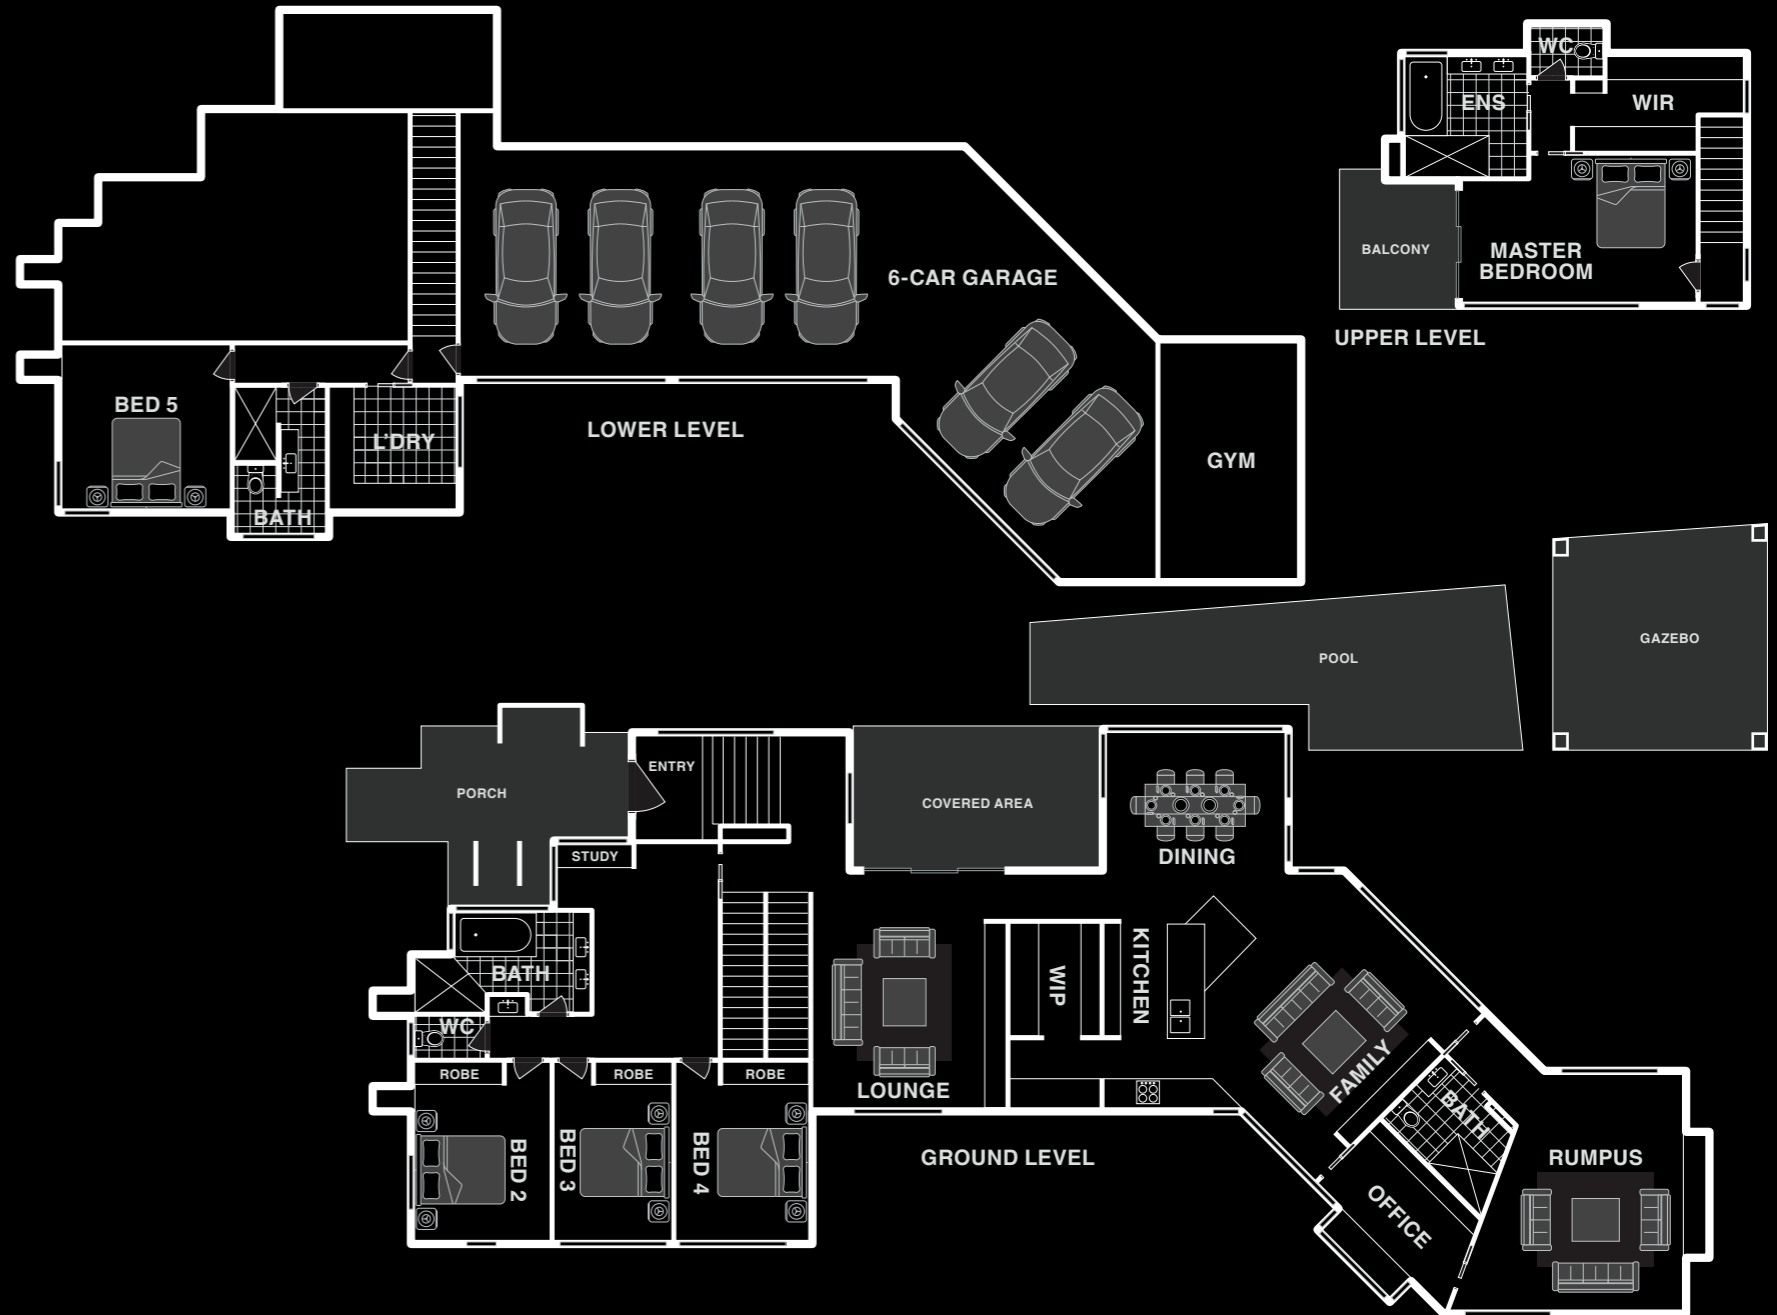 WC
ENS
WIR
BALCONY
MASTER
BEDROOM
UPPER LEVEL
6-CAR GARAGE
BED 5
L'DRY
BATH
LOWER LEVEL
GYM
POOL
GAZEBO
PORCH
ENTRY
STUDY
COVERED AREA
DINING
BATH
WC
ROBE
ROBE
ROBE
LOUNGE
WIP
KITCHEN
FAMILY
BATH
BED 2
BED 3
BED 4
GROUND LEVEL
OFFICE
RUMPUS